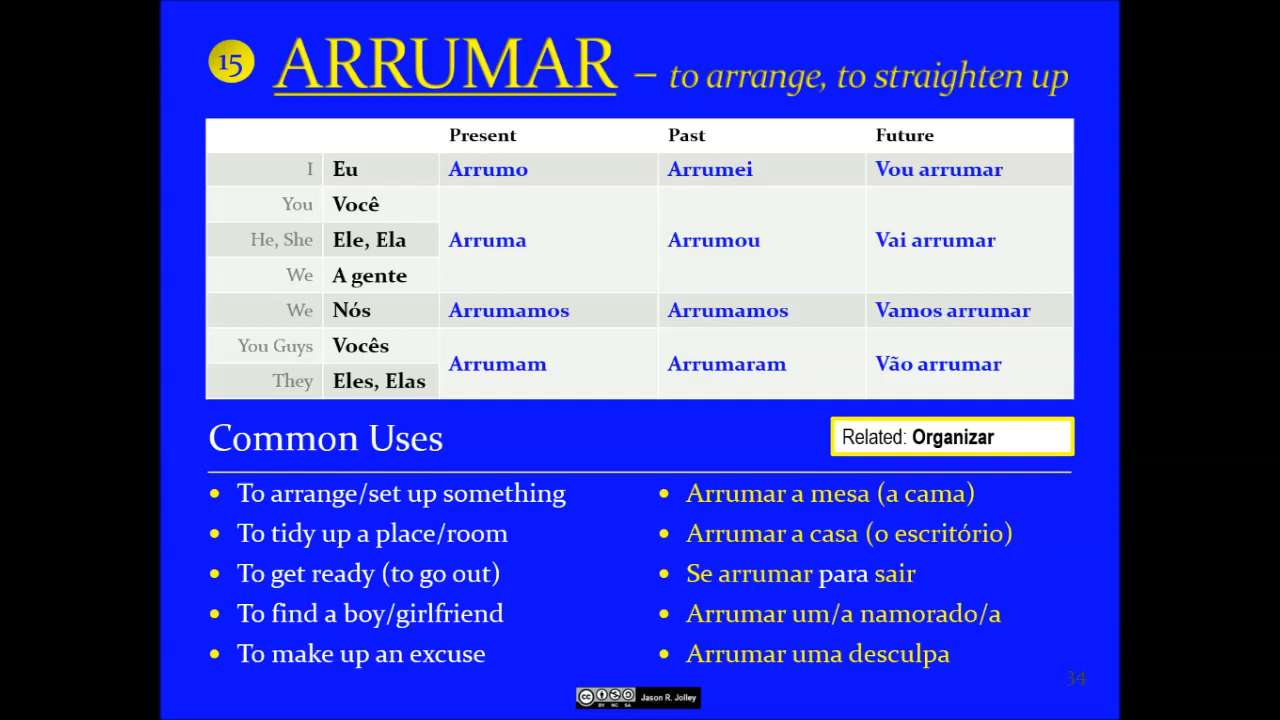 15 ARRUMAR – to arrange, to straighten up
Present Past Future
I Eu Arrumo Arrumei Vou arrumar
You Você
He, She Ele, Ela Arruma Arrumou Vai arrumar
We A gente
We Nós Arrumamos Arrumamos Vamos arrumar
You Guys Vocês
Arrumam Arrumaram Vão arrumar
They Eles, Elas
Common Uses
Related: Organizar
• To arrange/set up something
• To tidy up a place/room
• To get ready (to go out)
• To find a boy/girlfriend
• To make up an excuse
• Arrumar a mesa (a cama)
• Arrumar a casa (o escritório)
• Se arrumar para sair
• Arrumar um/a namorado/a
• Arrumar uma desculpa
34
CC BY NC SA Jason R. Jolley